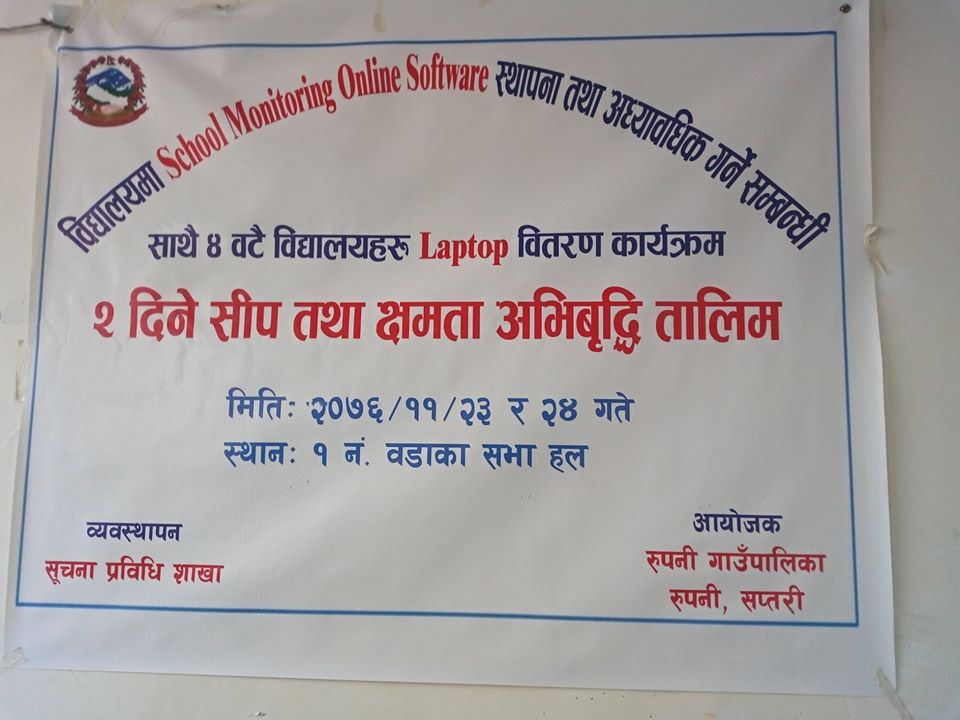 विद्यालयमा School Monitoring Online Software स्थापना तथा अध्यावधिक गर्ने सम्बन्धी
साथै ४ वटै विद्यालयहरु Laptop वितरण कार्यक्रम
२ दिने सीप तथा क्षमता अभिबृद्धि तालिम
मिति: २०७६/११/२३ र २४ गते
स्थान: १ नं. वडाका सभा हल
व्यवस्थापन
सूचना प्रविधि शाखा
आयोजक
रुपनी गाउँपालिका
रुपनी, सप्तरी